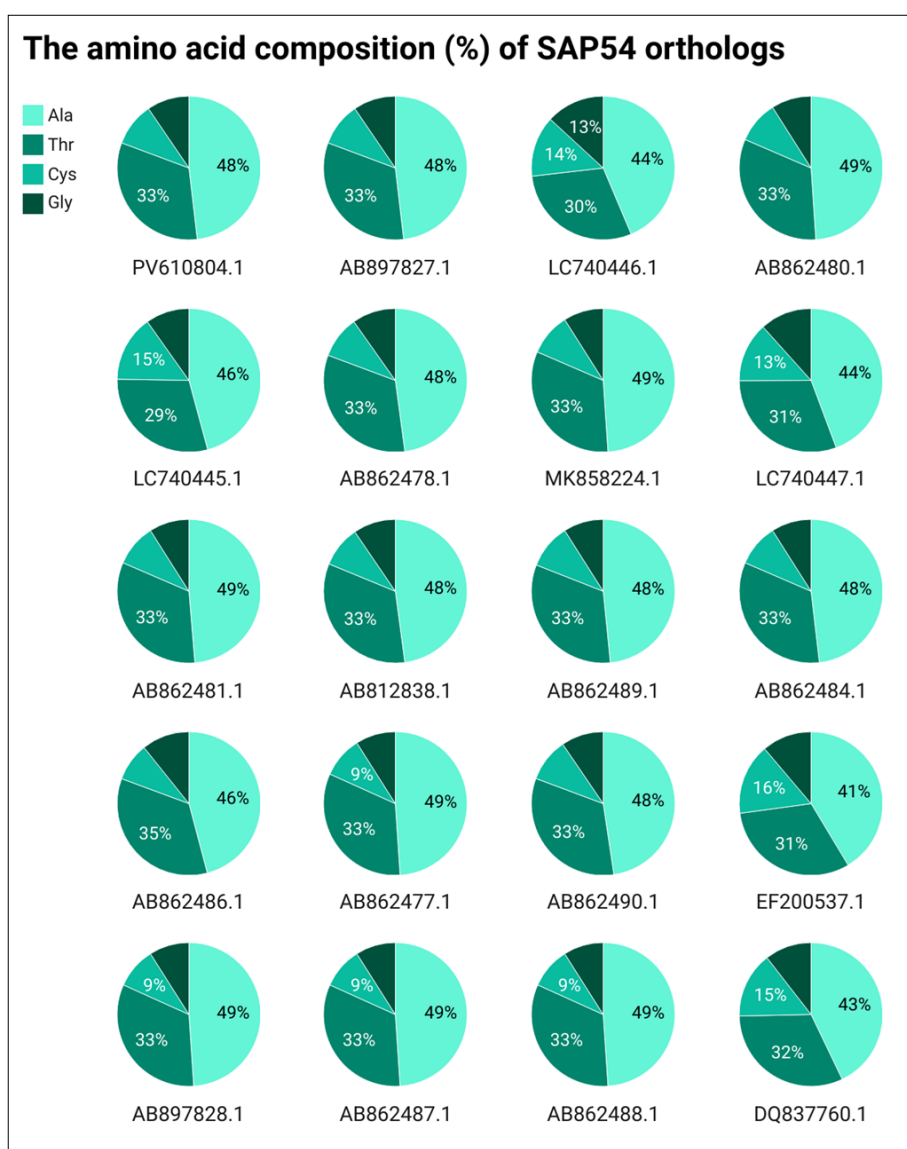 The amino acid composition (%) of SAP54 orthologs
Ala
Thr
Cys
Gly
48%
33%
PV610804.1
48%
33%
AB897827.1
13%
14%
44%
30%
LC740446.1
49%
33%
AB862480.1
15%
46%
29%
LC740445.1
48%
33%
AB862478.1
49%
33%
MK858224.1
13%
44%
31%
LC740447.1
49%
33%
AB862481.1
48%
33%
AB812838.1
48%
33%
AB862489.1
48%
33%
AB862484.1
46%
35%
AB862486.1
9%
49%
33%
AB862477.1
48%
33%
AB862490.1
16%
41%
31%
EF200537.1
9%
49%
33%
AB897828.1
9%
49%
33%
AB862487.1
9%
49%
33%
AB862488.1
15%
43%
32%
DQ837760.1